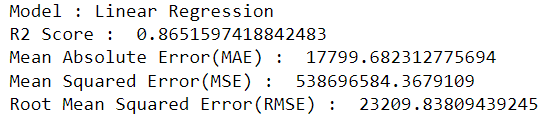 Model : Linear Regression
R2 Score :  0.8651597418842483
Mean Absolute Error(MAE) :  17799.682312775694
Mean Squared Error(MSE) :  538696584.3679109
Root Mean Squared Error(RMSE) :  23209.83809439245